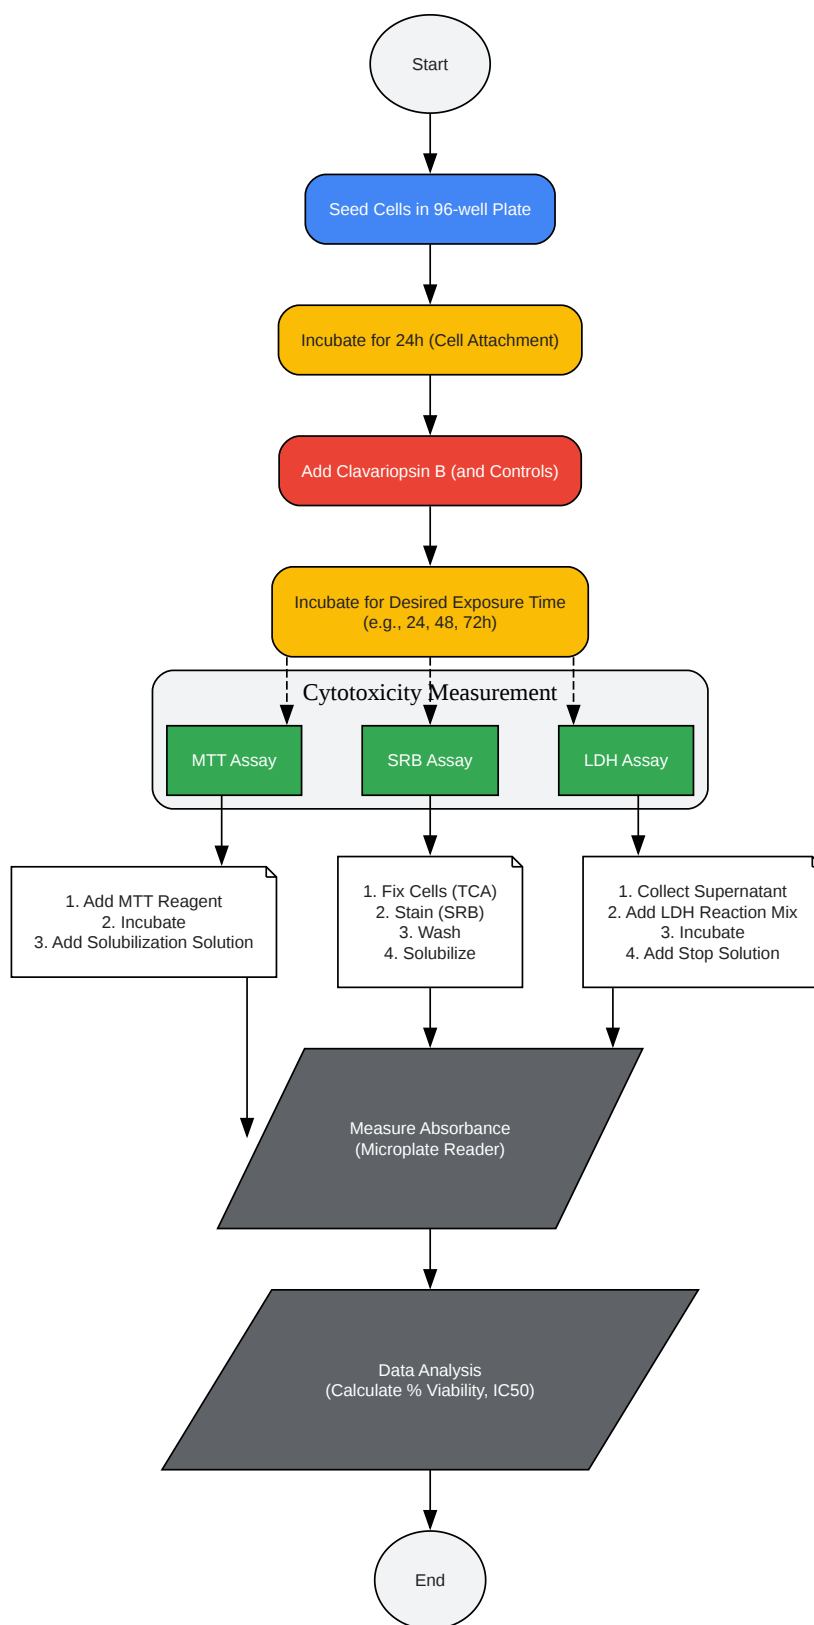 Start
Seed Cells in 96-well Plate
Incubate for 24h (Cell Attachment)
Add Clavariopsin B (and Controls)
Incubate for Desired Exposure Time
(e.g., 24, 48, 72h)
Cytotoxicity Measurement
MTT Assay
SRB Assay
LDH Assay
1. Add MTT Reagent
2. Incubate
3. Add Solubilization Solution
1. Fix Cells (TCA)
2. Stain (SRB)
3. Wash
4. Solubilize
1. Collect Supernatant
2. Add LDH Reaction Mix
3. Incubate
4. Add Stop Solution
Measure Absorbance
(Microplate Reader)
Data Analysis
(Calculate % Viability, IC50)
End